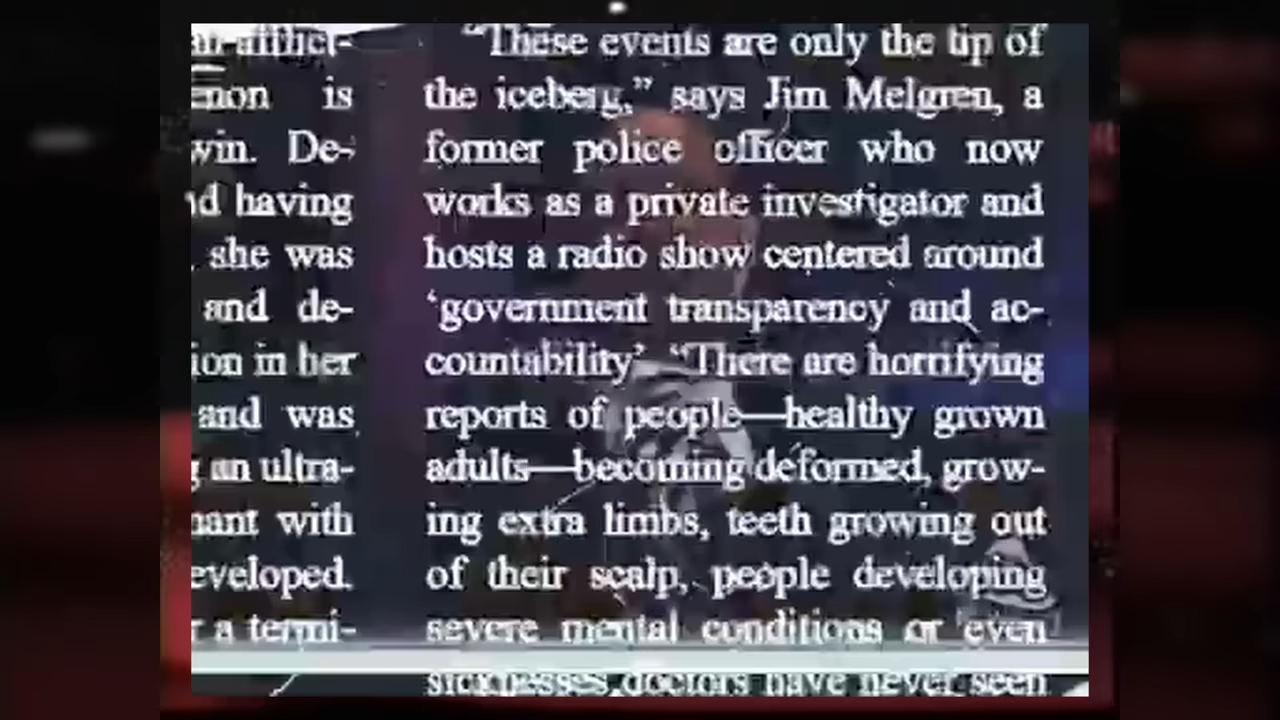 an afflict-
enon is
win. De-
d having
, she was
and de-
ion in her
and was
g an ultra-
nant with
eveloped.
r a termi-
“These events are only the tip of
the iceberg,” says Jim Melgren, a
former police officer who now
works as a private investigator and
hosts a radio show centered around
‘government transparency and ac-
countability’. “There are horrifying
reports of people—healthy grown
adults—becoming deformed, grow-
ing extra limbs, teeth growing out
of their scalp, people developing
severe mental conditions or even
sicknesses doctors have never seen